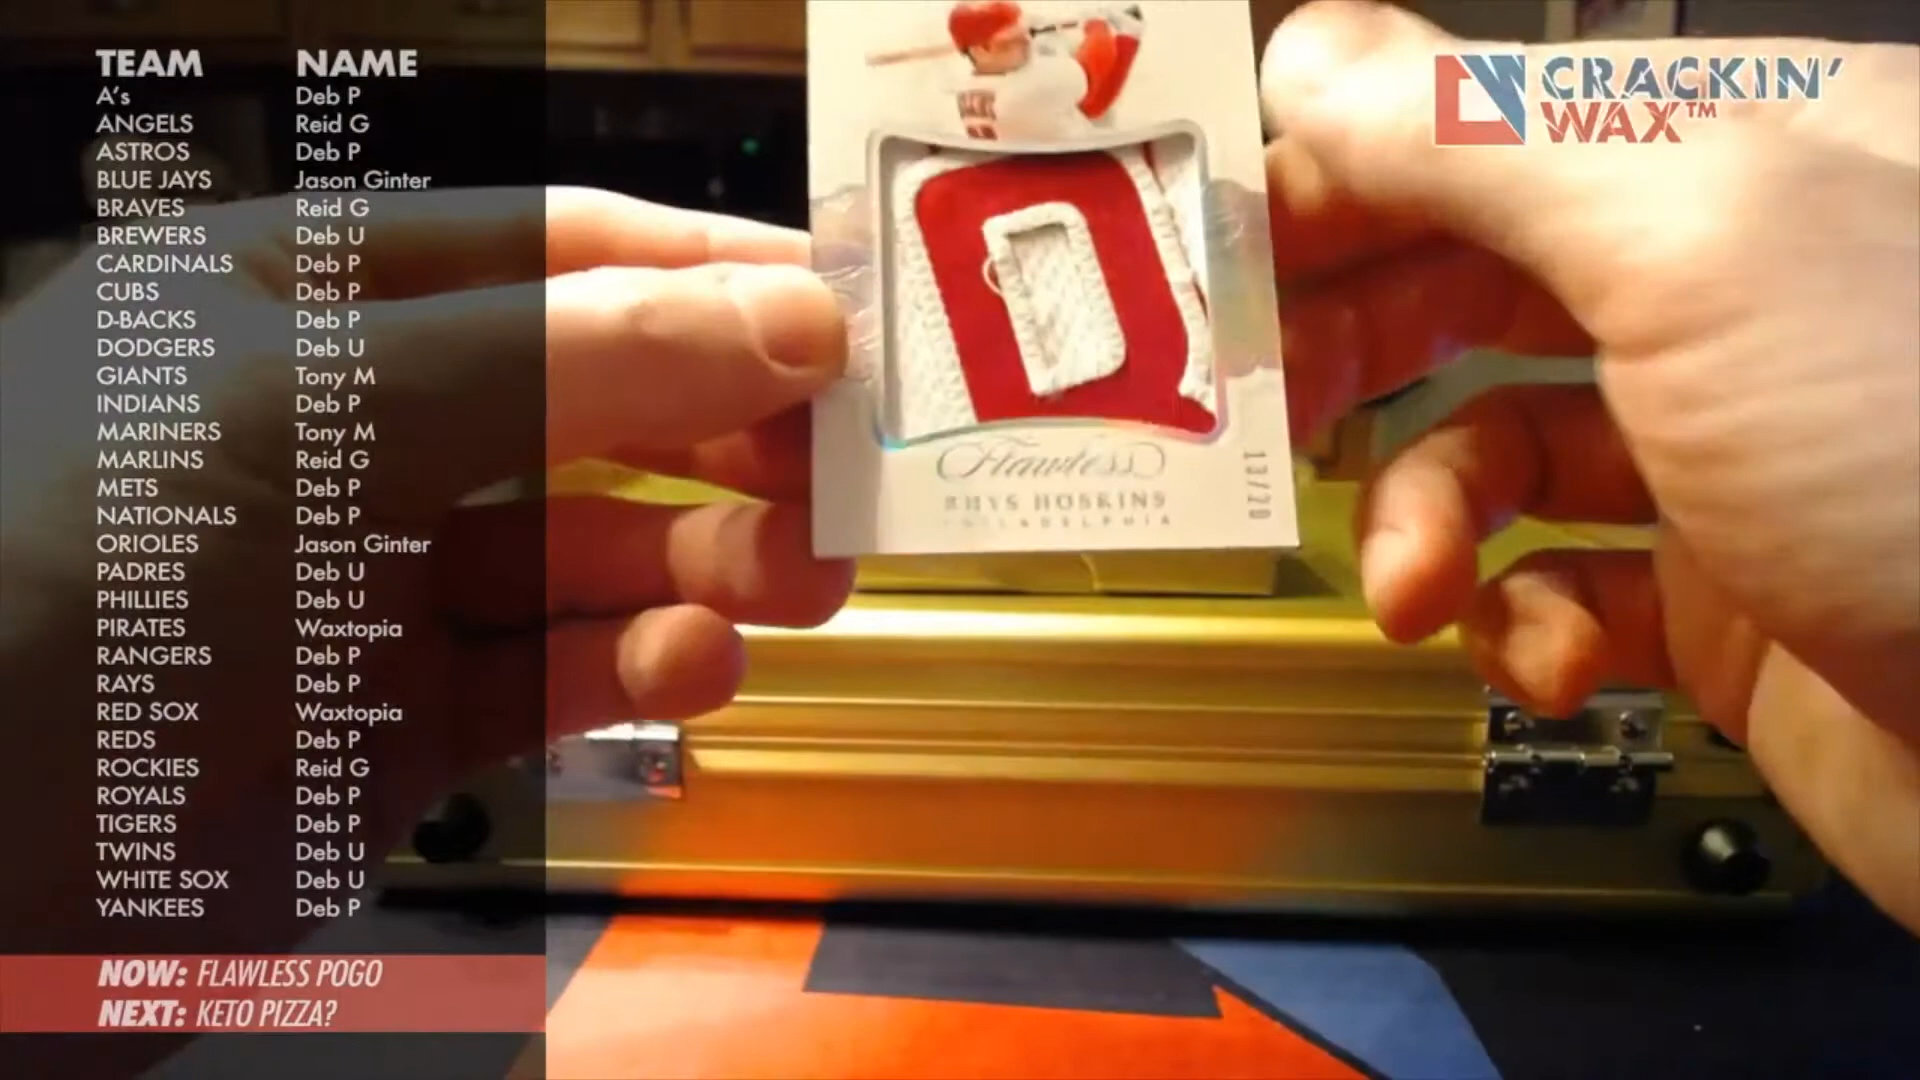 TEAM NAME
A's Deb P
ANGELS Reid G
ASTROS Deb P
BLUE JAYS Jason Ginter
BRAVES Reid G
BREWERS Deb U
CARDINALS Deb P
CUBS Deb P
D-BACKS Deb P
DODGERS Deb U
GIANTS Tony M
INDIANS Deb P
MARINERS Tony M
MARLINS Reid G
METS Deb P
NATIONALS Deb P
ORIOLES Jason Ginter
PADRES Deb U
PHILLIES Deb U
PIRATES Waxtopia
RANGERS Deb P
RAYS Deb P
RED SOX Waxtopia
REDS Deb P
ROCKIES Reid G
ROYALS Deb P
TIGERS Deb P
TWINS Deb U
WHITE SOX Deb U
YANKEES Deb P
NOW: FLAWLESS POGO
NEXT: KETO PIZZA?
CRACKIN'
WAX™
Flawless
RHYS HOSKINS
PHILADELPHIA
13/20